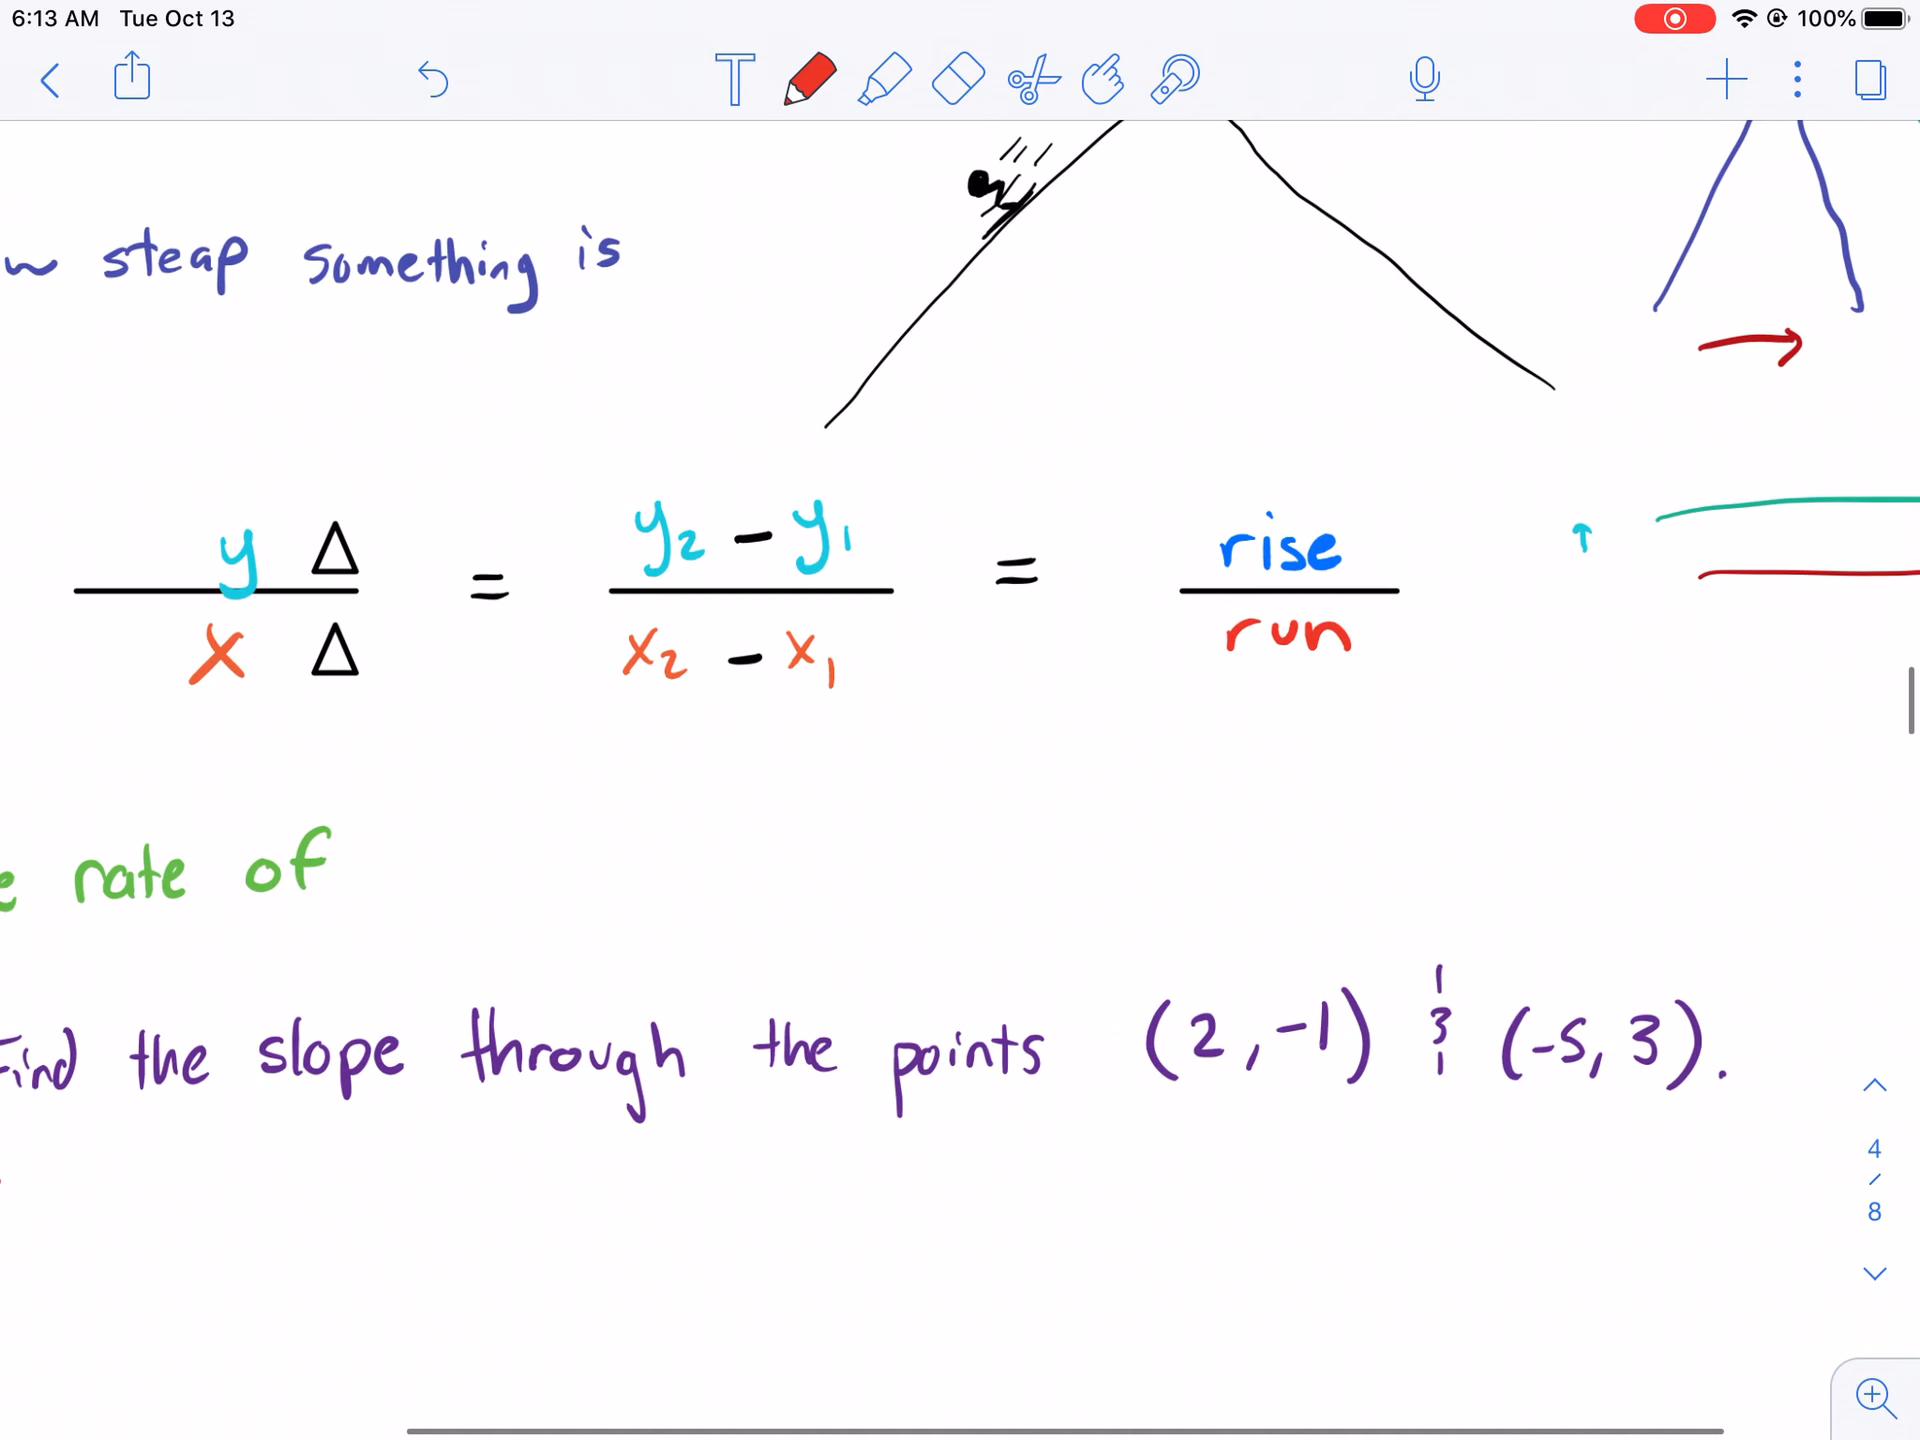 6:13 AM Tue Oct 13 100%
T
w steap something is
y Δ = y₂ - y₁ = rise
x Δ x₂ - x₁ run
e rate of
Find the slope through the points (2, -1) & (-5, 3).
4
/
8